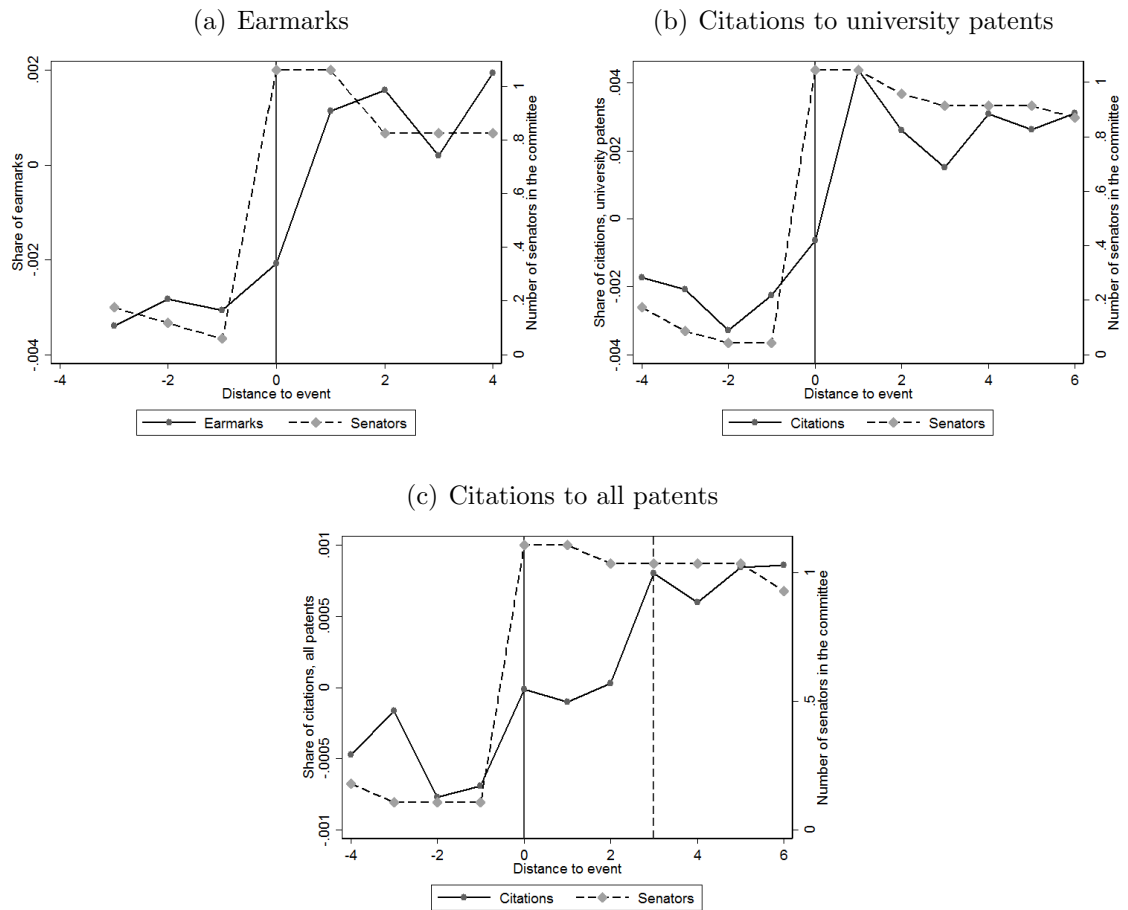 (a) Earmarks
Share of earmarks
.002
0
-.002
-.004
Number of senators in the committee
1
.8
.6
.4
.2
0
-4 -2 0 2 4
Distance to event
Earmarks Senators
(b) Citations to university patents
Share of citations, university patents
.004
.002
0
-.002
-.004
Number of senators in the committee
1
.8
.6
.4
.2
0
-4 -2 0 2 4 6
Distance to event
Citations Senators
(c) Citations to all patents
Share of citations, all patents
.001
.0005
0
-.0005
-.001
Number of senators in the committee
1
.5
0
-4 -2 0 2 4 6
Distance to event
Citations Senators